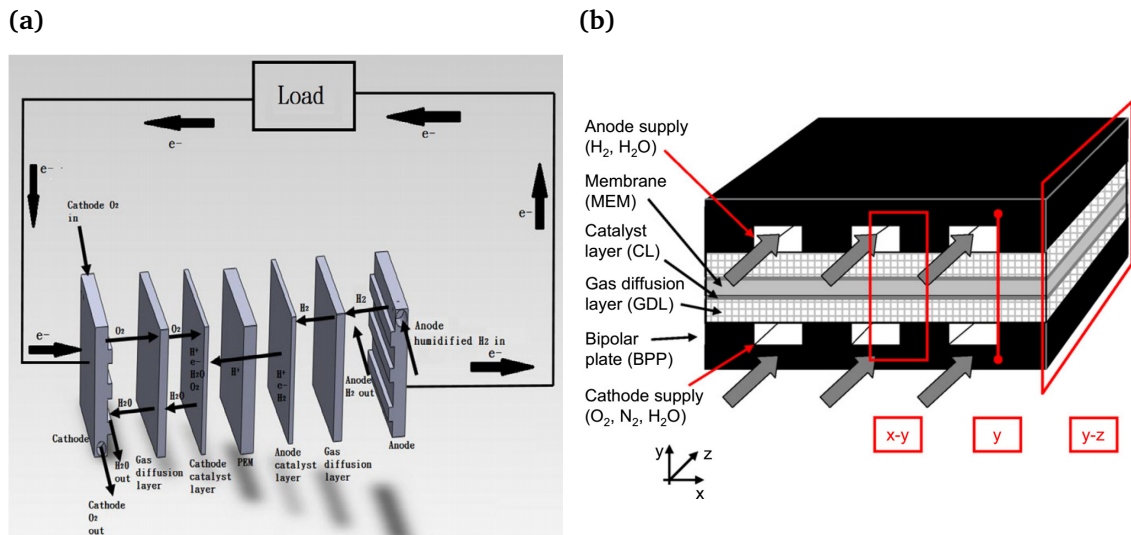 (a)
Load
e-
e-
e-
e-
Cathode O₂
in
e-
O₂
O₂
H⁺
e-
H₂O
O₂
H₂O
H₂O
H⁺
H⁺
e-
H₂
H₂
H₂
Anode
humidified H₂ in
e-
Anode
H₂ out
Cathode
H₂O
out
Cathode
O₂
out
Gas
diffusion
layer
Cathode
catalyst
layer
PEM
Anode
catalyst
layer
Gas
diffusion
layer
Anode
(b)
Anode supply
(H₂, H₂O)
Membrane
(MEM)
Catalyst
layer (CL)
Gas diffusion
layer (GDL)
Bipolar
plate (BPP)
Cathode supply
(O₂, N₂, H₂O)
x-y
y
y-z
y
z
x